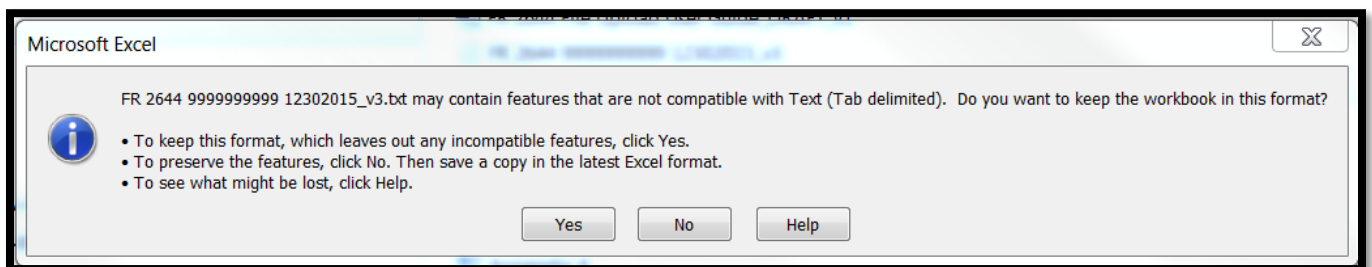 Microsoft Excel
FR 2644 9999999999 12302015_v3.txt may contain features that are not compatible with Text (Tab delimited).  Do you want to keep the workbook in this format?
• To keep this format, which leaves out any incompatible features, click Yes.
• To preserve the features, click No. Then save a copy in the latest Excel format.
• To see what might be lost, click Help.
Yes No Help